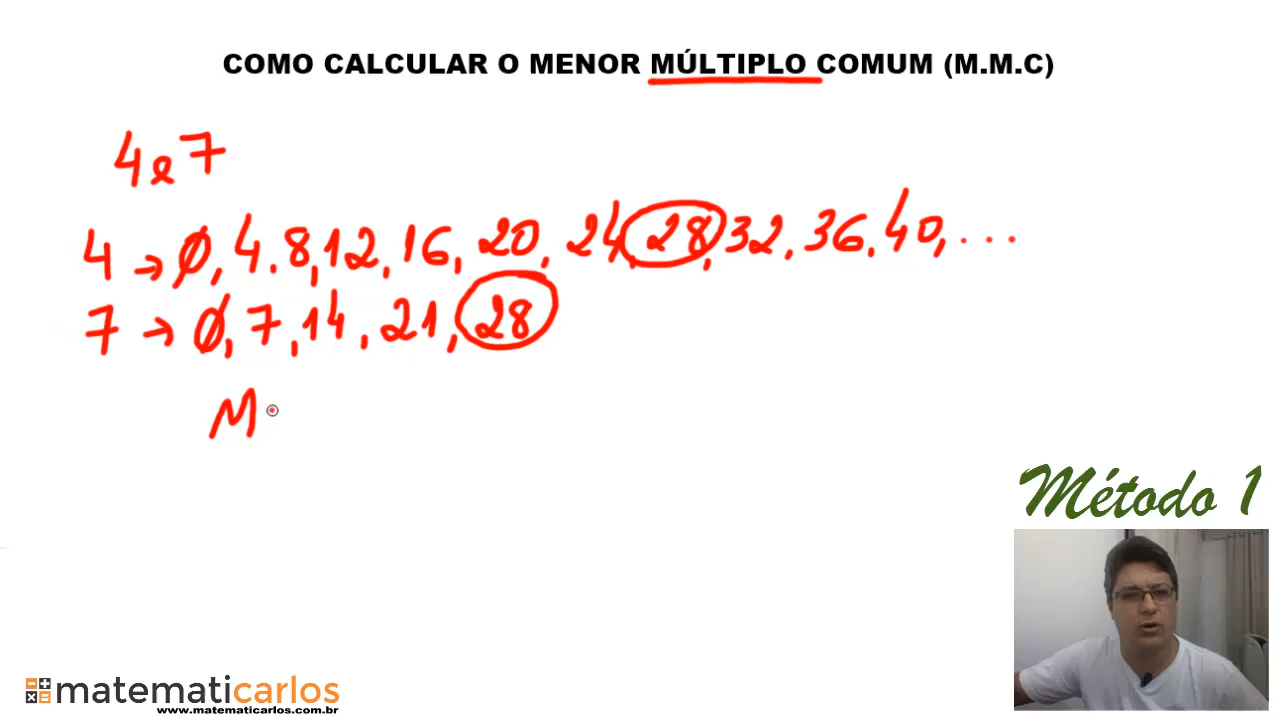 COMO CALCULAR O MENOR MÚLTIPLO COMUM (M.M.C)
4 e 7
4 → 0, 4. 8, 12, 16, 20, 24, 28, 32, 36, 40, ...
7 → 0, 7, 14, 21, 28
M
Método 1
matematicarlos
www.matematicarlos.com.br